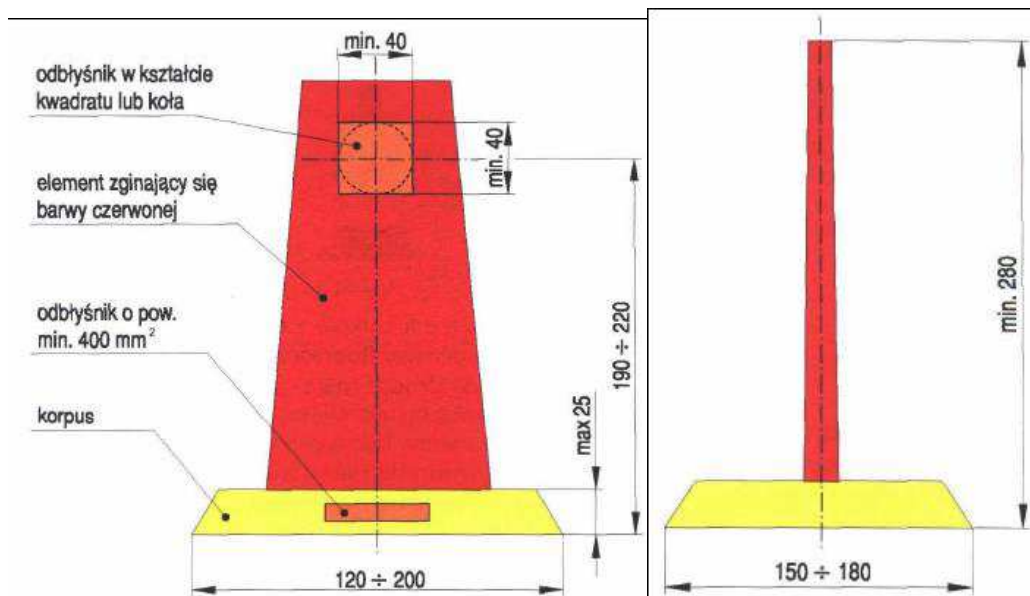 min. 40
odbłyśnik w kształcie
kwadratu lub koła
min. 40
element zginający się
barwy czerwonej
odbłyśnik o pow.
min. 400 mm²
korpus
190 ÷ 220
max 25
120 ÷ 200
min. 280
150 ÷ 180